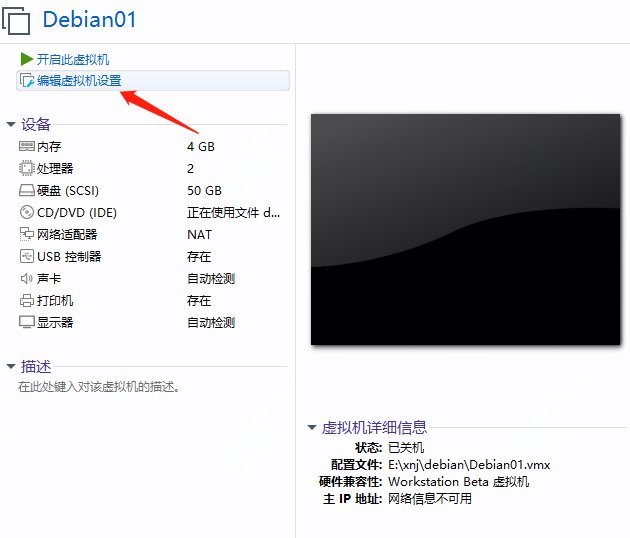 Debian01
开启此虚拟机
编辑虚拟机设置
设备
内存 4 GB
处理器 2
硬盘 (SCSI) 50 GB
CD/DVD (IDE) 正在使用文件 d...
网络适配器 NAT
USB 控制器 存在
声卡 自动检测
打印机 存在
显示器 自动检测
描述
在此处键入对该虚拟机的描述。
虚拟机详细信息
状态: 已关机
配置文件: E:\xnj\debian\Debian01.vmx
硬件兼容性: Workstation Beta 虚拟机
主 IP 地址: 网络信息不可用